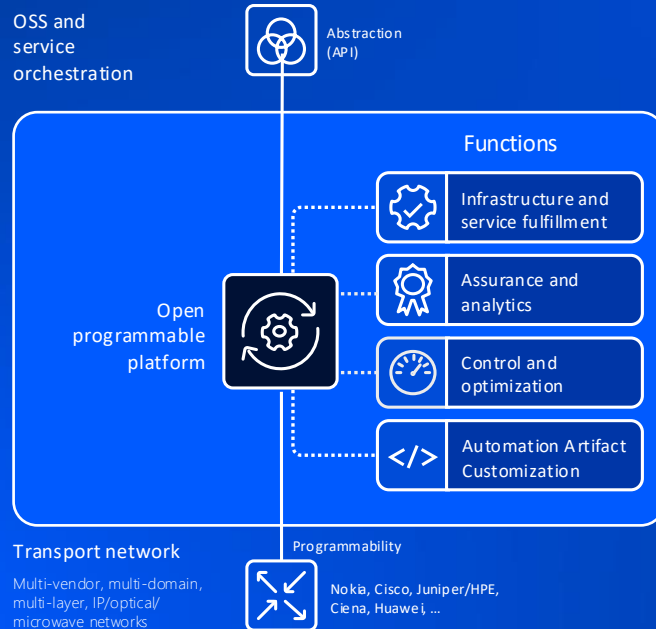 OSS and
service
orchestration
Abstraction
(API)
Functions
Infrastructure and
service fulfillment
Assurance and
analytics
Open
programmable
platform
Control and
optimization
</>
Automation Artifact
Customization
Programmability
Transport network
Multi-vendor, multi-domain,
multi-layer, IP/optical/
microwave networks
Nokia, Cisco, Juniper/HPE,
Ciena, Huawei, ...